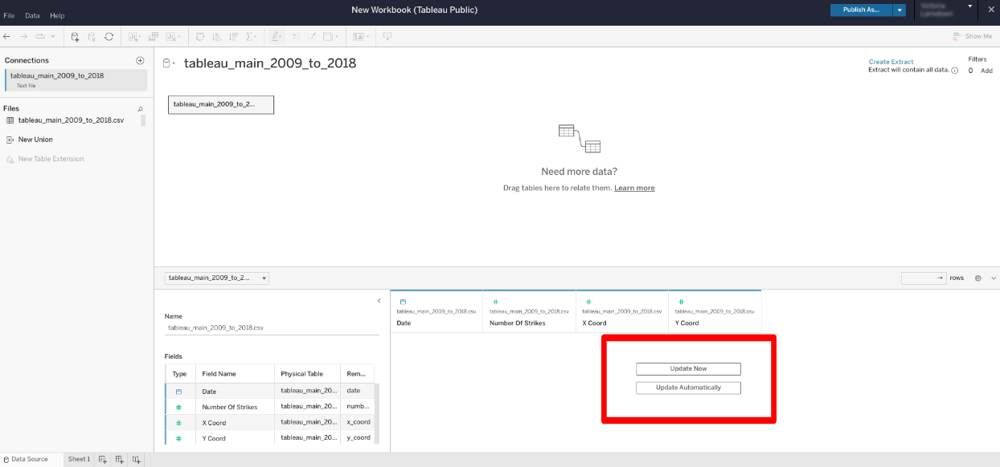 New Workbook (Tableau Public)
Publish As...
File Data Help
Show Me
Connections
tableau_main_2009_to_2018
Text file
Files
tableau_main_2009_to_2018.csv
New Union
New Table Extension
tableau_main_2009_to_2018
Create Extract
Extract will contain all data.
Filters
0 Add
tableau_main_2009_to_2...
Need more data?
Drag tables here to relate them. Learn more
tableau_main_2009_to_2...
rows
Name
tableau_main_2009_to_2018.csv
Fields
Type Field Name Physical Table Rem...
Date tableau_main_20... date
Number Of Strikes tableau_main_20... numb...
X Coord tableau_main_20... x_coord
Y Coord tableau_main_20... y_coord
tableau_main_2009_to_2018.csv tableau_main_2009_to_2018.csv tableau_main_2009_to_2018.csv tableau_main_2009_to_2018.csv
Date Number Of Strikes X Coord Y Coord
Update Now
Update Automatically
Data Source Sheet 1